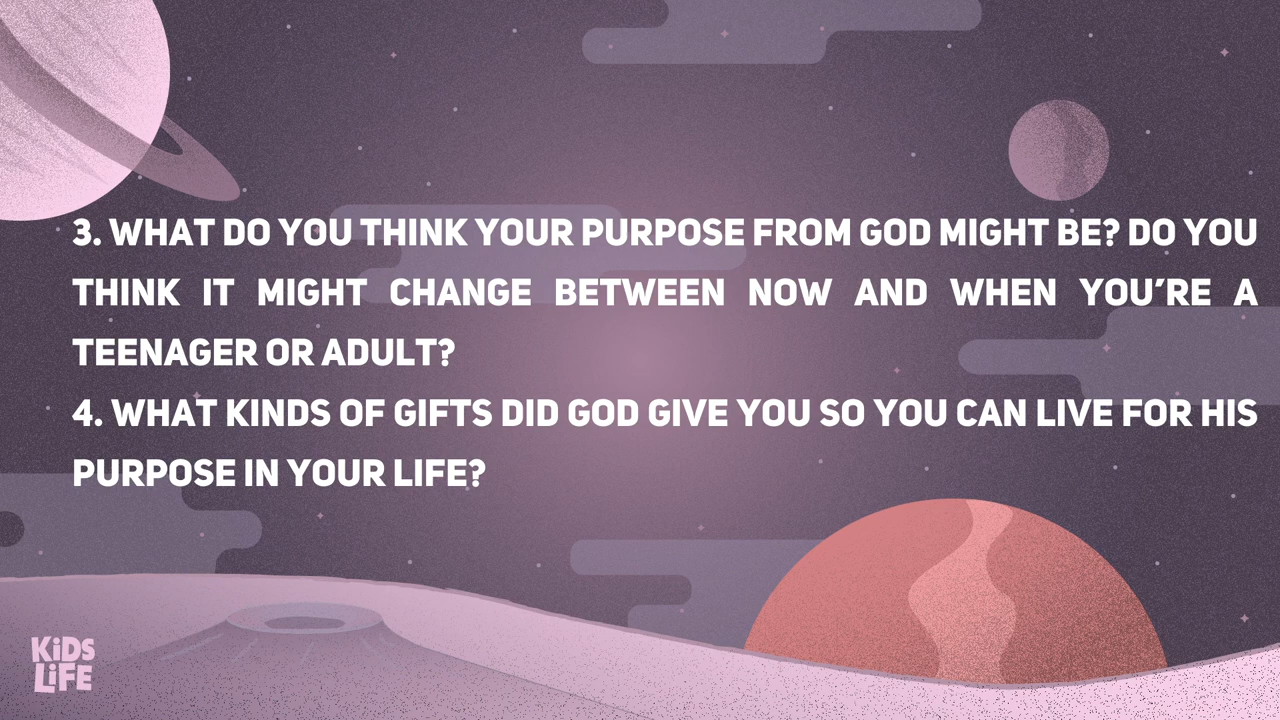 3. WHAT DO YOU THINK YOUR PURPOSE FROM GOD MIGHT BE? DO YOU
THINK IT MIGHT CHANGE BETWEEN NOW AND WHEN YOU’RE A
TEENAGER OR ADULT?
4. WHAT KINDS OF GIFTS DID GOD GIVE YOU SO YOU CAN LIVE FOR HIS
PURPOSE IN YOUR LIFE?
KiDS
LiFE